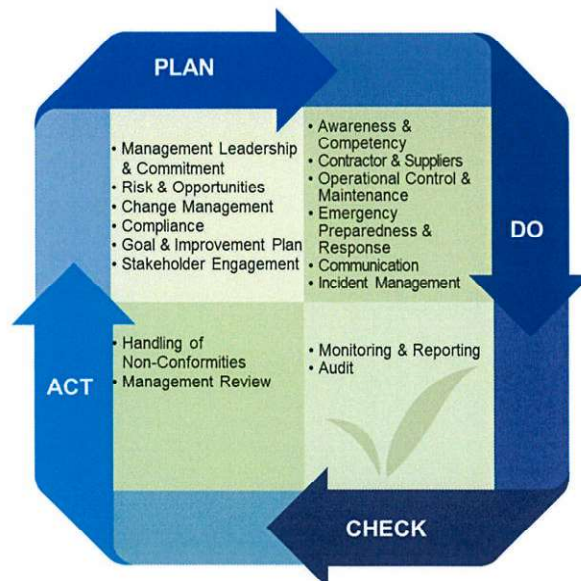 PLAN
• Management Leadership
& Commitment
• Risk & Opportunities
• Change Management
• Compliance
• Goal & Improvement Plan
• Stakeholder Engagement
• Awareness &
Competency
• Contractor & Suppliers
• Operational Control &
Maintenance
• Emergency
Preparedness &
Response
• Communication
• Incident Management
DO
• Handling of
Non-Conformities
• Management Review
• Monitoring & Reporting
• Audit
ACT
CHECK